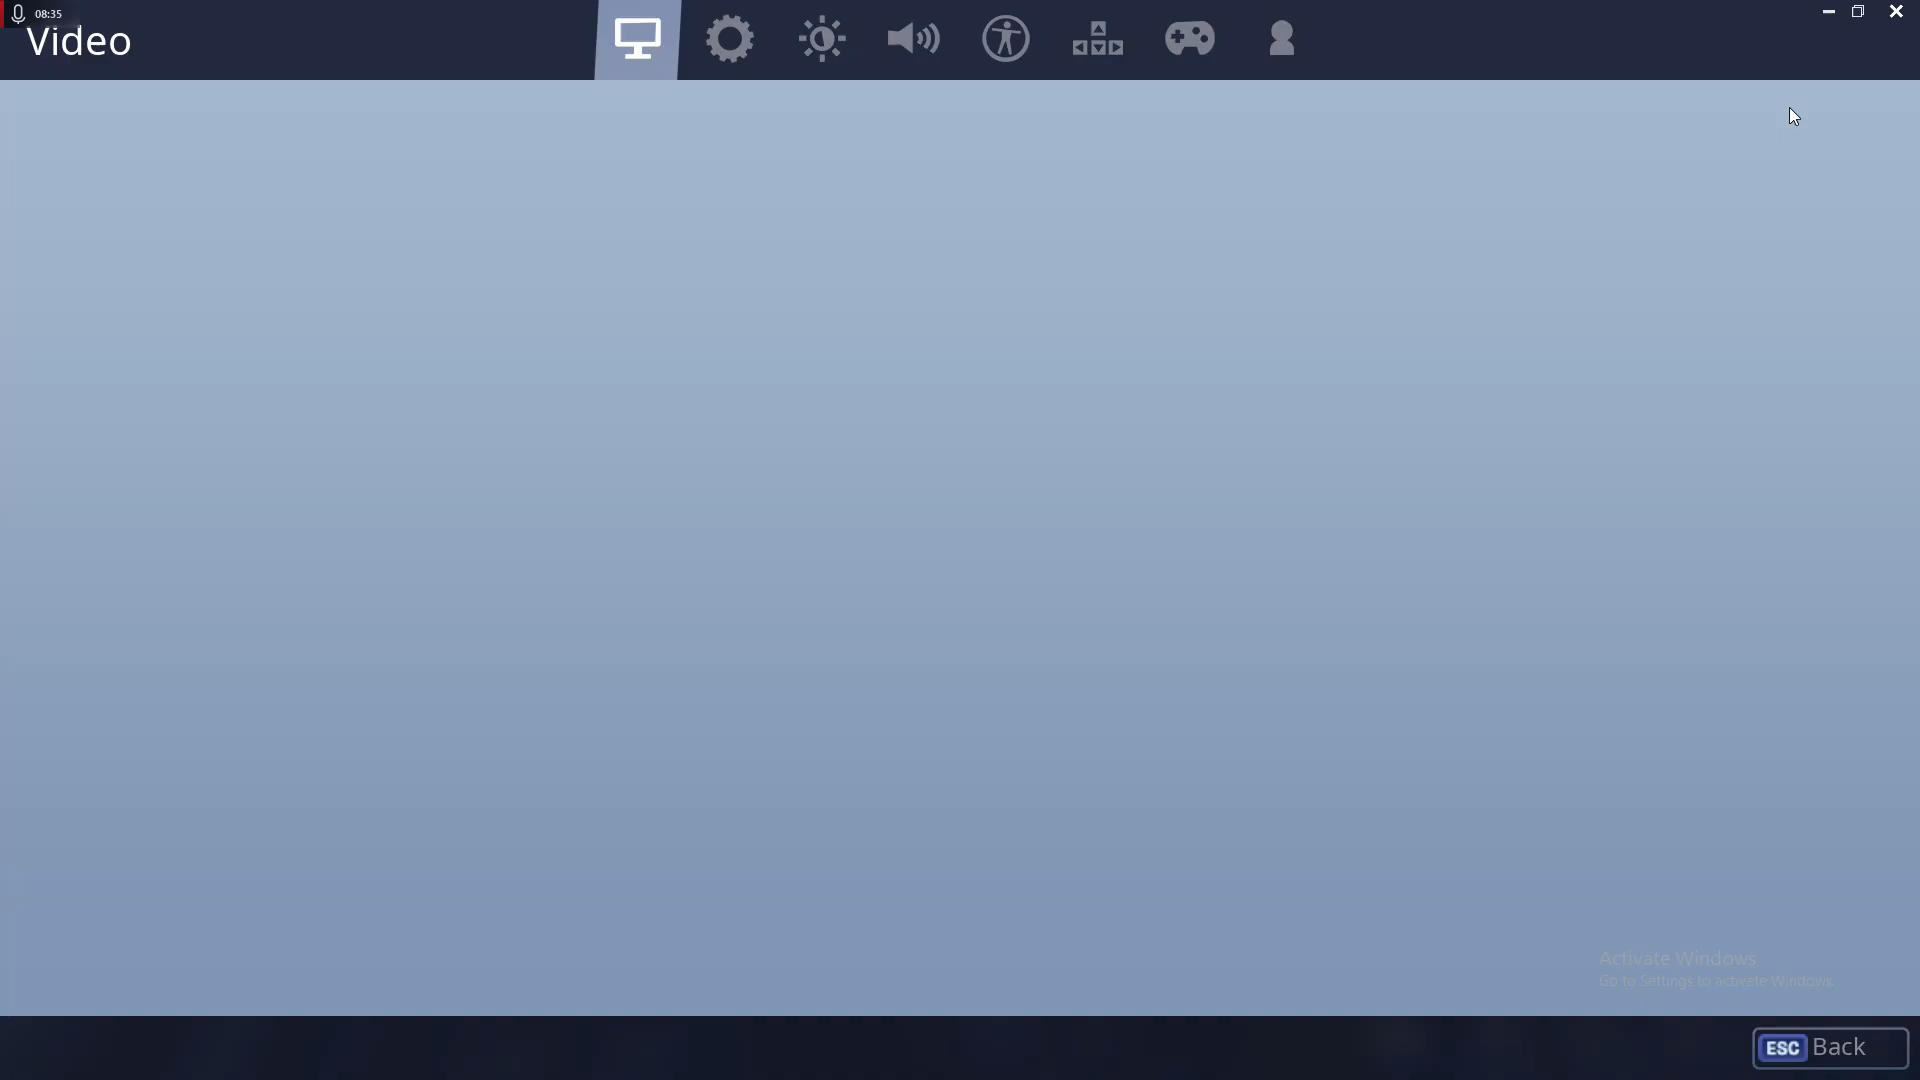 08:35
Video
Activate Windows
Go to Settings to activate Windows.
ESC Back